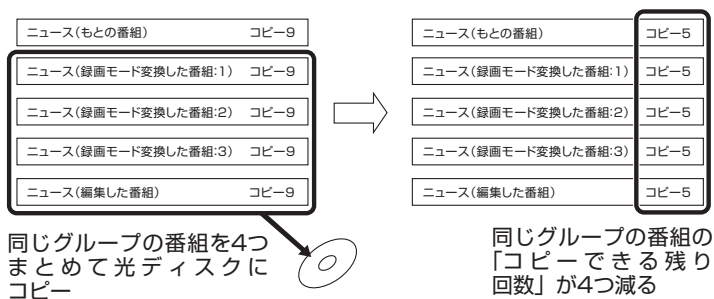 ニュース(もとの番組) コピー9
ニュース(録画モード変換した番組:1) コピー9
ニュース(録画モード変換した番組:2) コピー9
ニュース(録画モード変換した番組:3) コピー9
ニュース(編集した番組) コピー9
同じグループの番組を4つ
まとめて光ディスクに
コピー
ニュース(もとの番組) コピー5
ニュース(録画モード変換した番組:1) コピー5
ニュース(録画モード変換した番組:2) コピー5
ニュース(録画モード変換した番組:3) コピー5
ニュース(編集した番組) コピー5
同じグループの番組の
「コピーできる残り
回数」が4つ減る